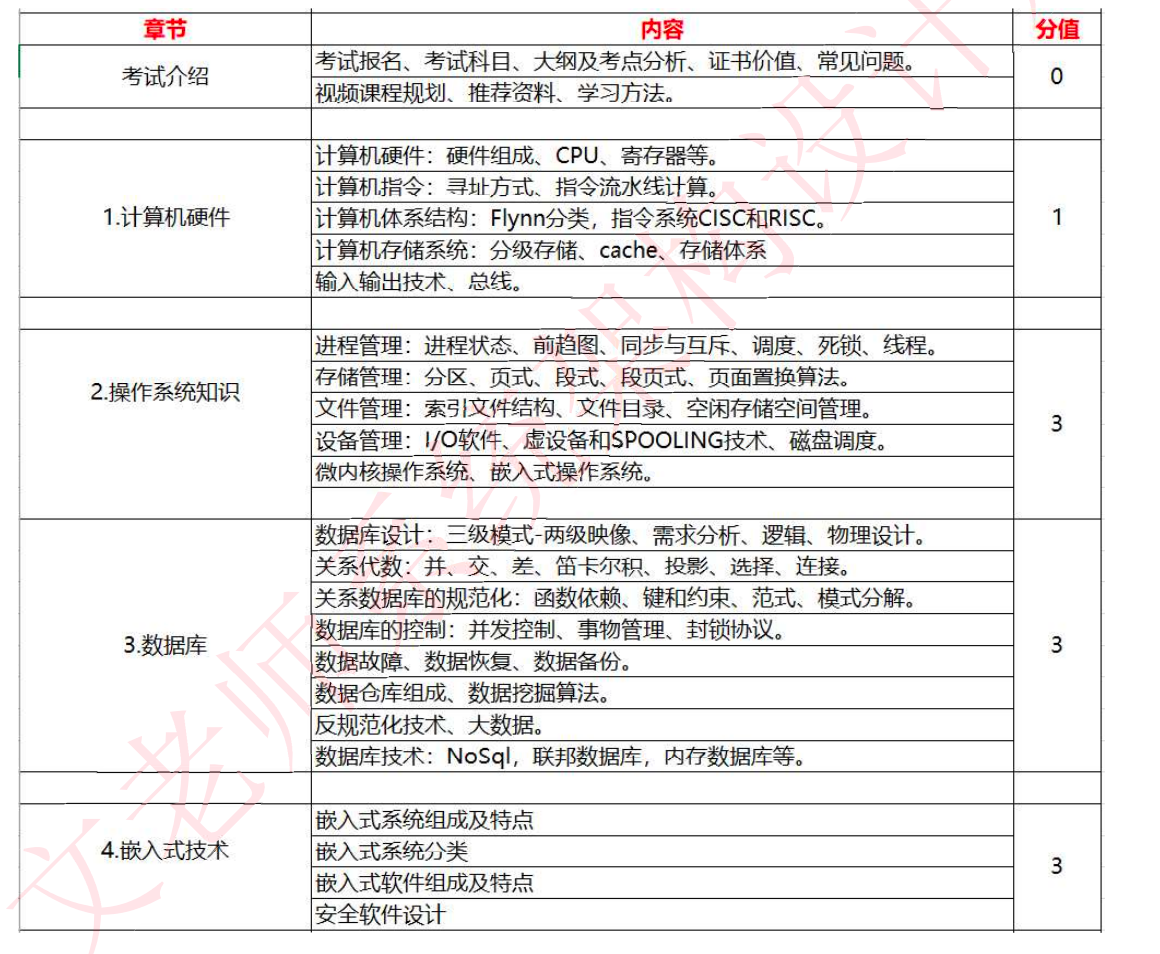 章节 内容 分值
考试介绍 考试报名、考试科目、大纲及考点分析、证书价值、常见问题。 0
视频课程规划、推荐资料、学习方法。
1.计算机硬件 计算机硬件：硬件组成、CPU、寄存器等。 1
计算机指令：寻址方式、指令流水线计算。
计算机体系结构：Flynn分类，指令系统CISC和RISC。
计算机存储系统：分级存储、cache、存储体系
输入输出技术、总线。
2.操作系统知识 进程管理：进程状态、前趋图、同步与互斥、调度、死锁、线程。 3
存储管理：分区、页式、段式、段页式、页面置换算法。
文件管理：索引文件结构、文件目录、空闲存储空间管理。
设备管理：I/O软件、虚设备和SPOOLING技术、磁盘调度。
微内核操作系统、嵌入式操作系统。
3.数据库 数据库设计：三级模式-两级映像、需求分析、逻辑、物理设计。 3
关系代数：并、交、差、笛卡尔积、投影、选择、连接。
关系数据库的规范化：函数依赖、键和约束、范式、模式分解。
数据库的控制：并发控制、事物管理、封锁协议。
数据故障、数据恢复、数据备份。
数据仓库组成、数据挖掘算法。
反规范化技术、大数据。
数据库技术：NoSql，联邦数据库，内存数据库等。
4.嵌入式技术 嵌入式系统组成及特点 3
嵌入式系统分类
嵌入式软件组成及特点
安全软件设计
文老师系统架构设计